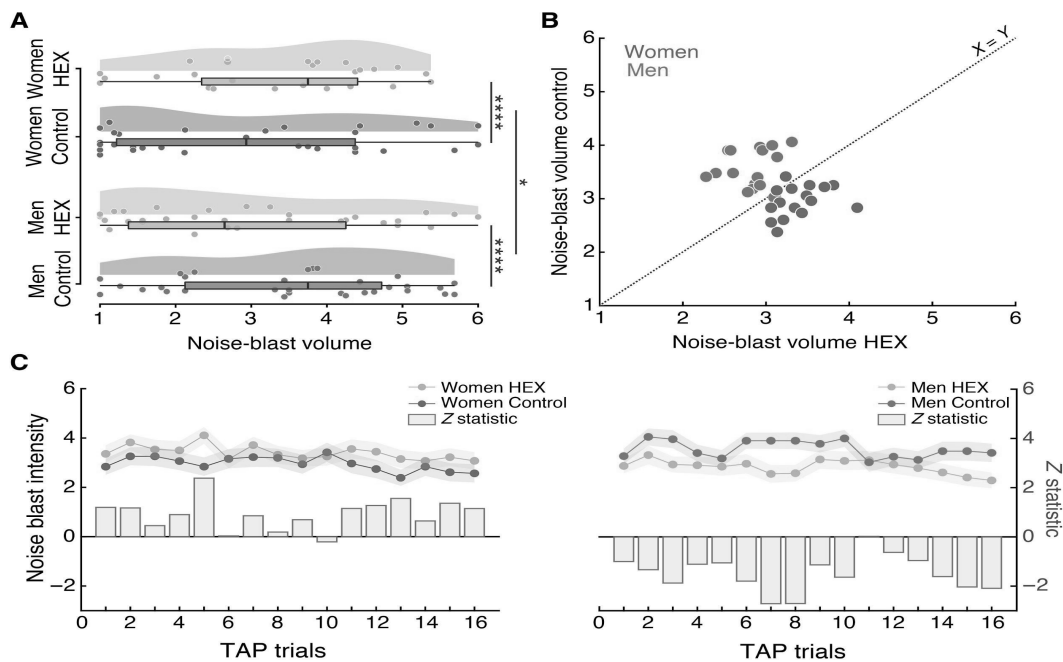 A
Women HEX
Women Control
Men HEX
Men Control
****
****
*
1 2 3 4 5 6
Noise-blast volume
B
Women
Men
X = Y
6
5
4
3
2
1
Noise-blast volume control
1 2 3 4 5 6
Noise-blast volume HEX
C
Women HEX
Women Control
Z statistic
6
4
2
0
−2
Noise blast intensity
0 2 4 6 8 10 12 14 16
TAP trials
Men HEX
Men Control
Z statistic
6
4
2
0
−2
Z statistic
0 2 4 6 8 10 12 14 16
TAP trials